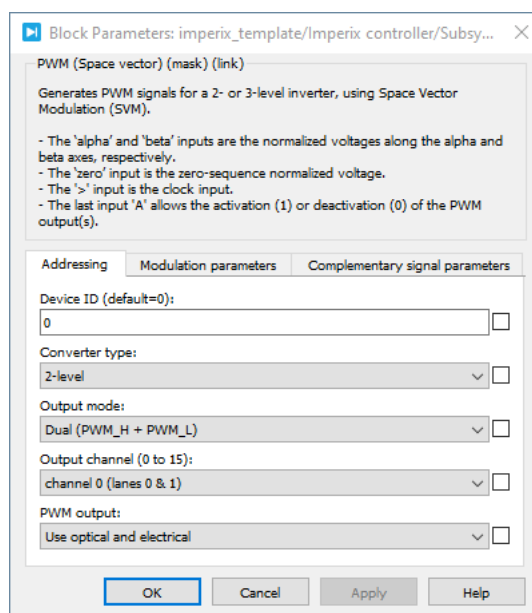 Block Parameters: imperix_template/Imperix controller/Subsy...
PWM (Space vector) (mask) (link)
Generates PWM signals for a 2- or 3-level inverter, using Space Vector
Modulation (SVM).
- The 'alpha' and 'beta' inputs are the normalized voltages along the alpha and
beta axes, respectively.
- The 'zero' input is the zero-sequence normalized voltage.
- The '>' input is the clock input.
- The last input 'A' allows the activation (1) or deactivation (0) of the PWM
output(s).
Addressing Modulation parameters Complementary signal parameters
Device ID (default=0):
0
Converter type:
2-level
Output mode:
Dual (PWM_H + PWM_L)
Output channel (0 to 15):
channel 0 (lanes 0 & 1)
PWM output:
Use optical and electrical
OK Cancel Apply Help